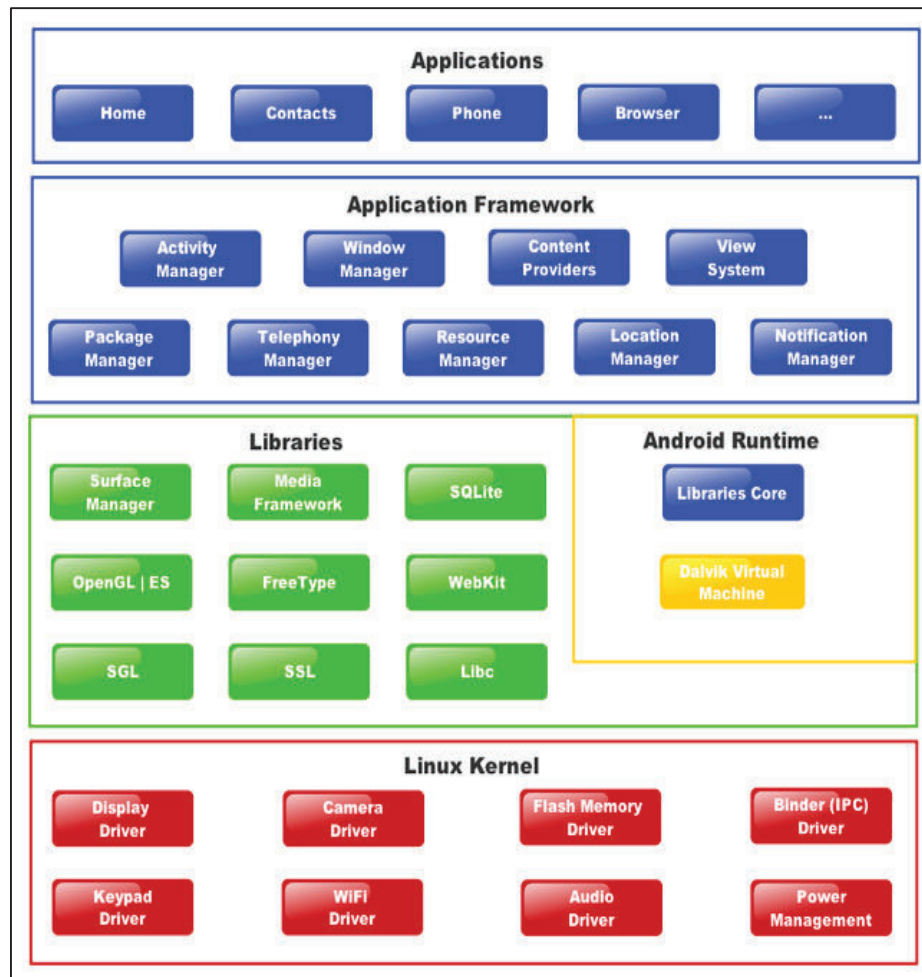 Applications
Home
Contacts
Phone
Browser
...
Application Framework
Activity
Manager
Window
Manager
Content
Providers
View
System
Package
Manager
Telephony
Manager
Resource
Manager
Location
Manager
Notification
Manager
Libraries
Surface
Manager
Media
Framework
SQLite
OpenGL | ES
FreeType
WebKit
SGL
SSL
Libc
Android Runtime
Libraries Core
Dalvik Virtual
Machine
Linux Kernel
Display
Driver
Camera
Driver
Flash Memory
Driver
Binder (IPC)
Driver
Keypad
Driver
WiFi
Driver
Audio
Driver
Power
Management